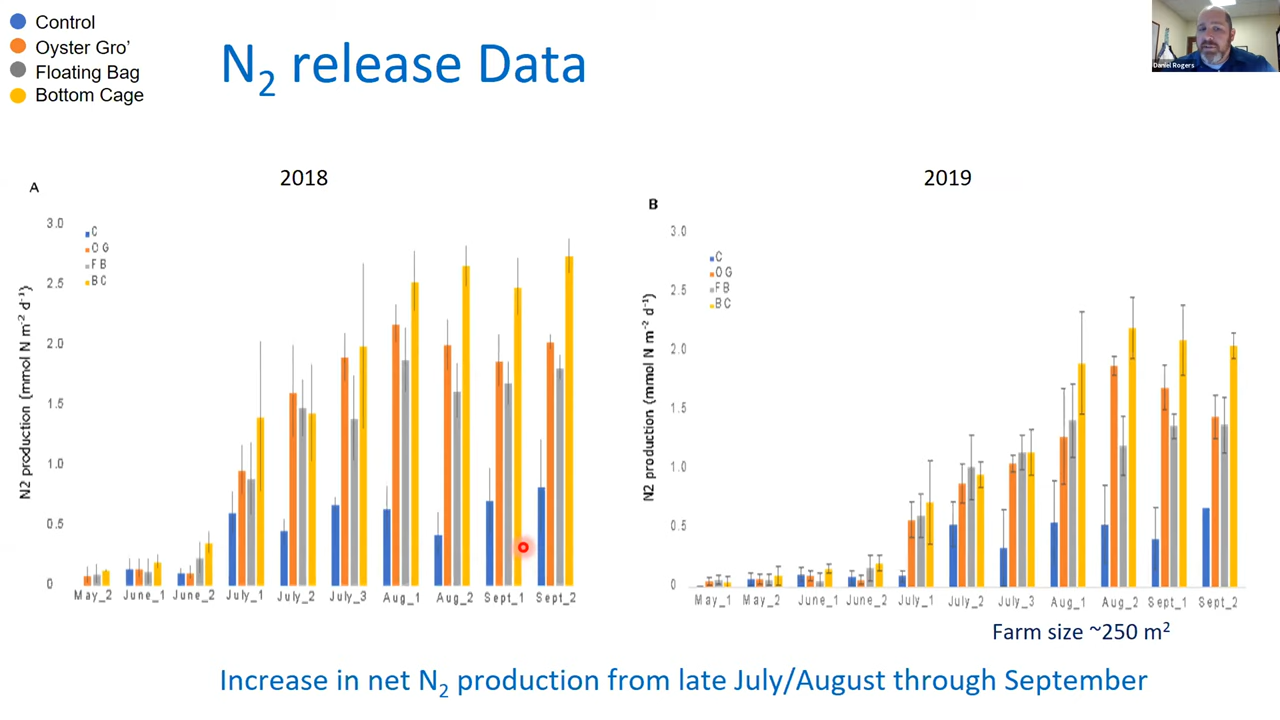 Control
Oyster Gro'
Floating Bag
Bottom Cage
N2 release Data
Daniel Rogers
2018
A
3.0
2.5
2.0
1.5
1.0
0.5
0
N2 production (mmol N m-2 d-1)
C
O G
F B
B C
May_2 June_1 June_2 July_1 July_2 July_3 Aug_1 Aug_2 Sept_1 Sept_2
2019
B
3.0
2.5
2.0
1.5
1.0
0.5
0
N2 production (mmol N m-2 d-1)
C
O G
F B
B C
May_1 May_2 June_1 June_2 July_1 July_2 July_3 Aug_1 Aug_2 Sept_1 Sept_2
Farm size ~250 m2
Increase in net N2 production from late July/August through September